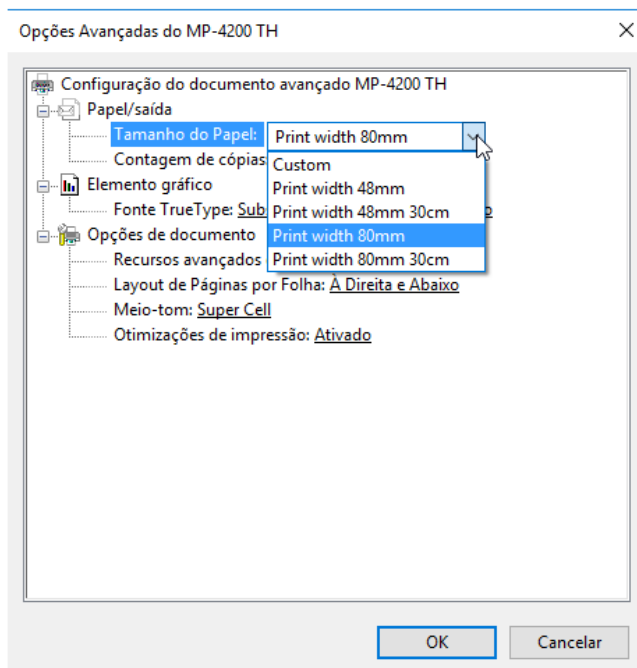 Opções Avançadas do MP-4200 TH
Configuração do documento avançado MP-4200 TH
Papel/saída
Tamanho do Papel: Print width 80mm
Contagem de cópias:
Custom
Print width 48mm
Elemento gráfico
Fonte TrueType:
Print width 48mm 30cm
Opções de documento
Print width 80mm
Recursos avançados
Print width 80mm 30cm
Layout de Páginas por Folha: À Direita e Abaixo
Meio-tom: Super Cell
Otimizações de impressão: Ativado
OK
Cancelar